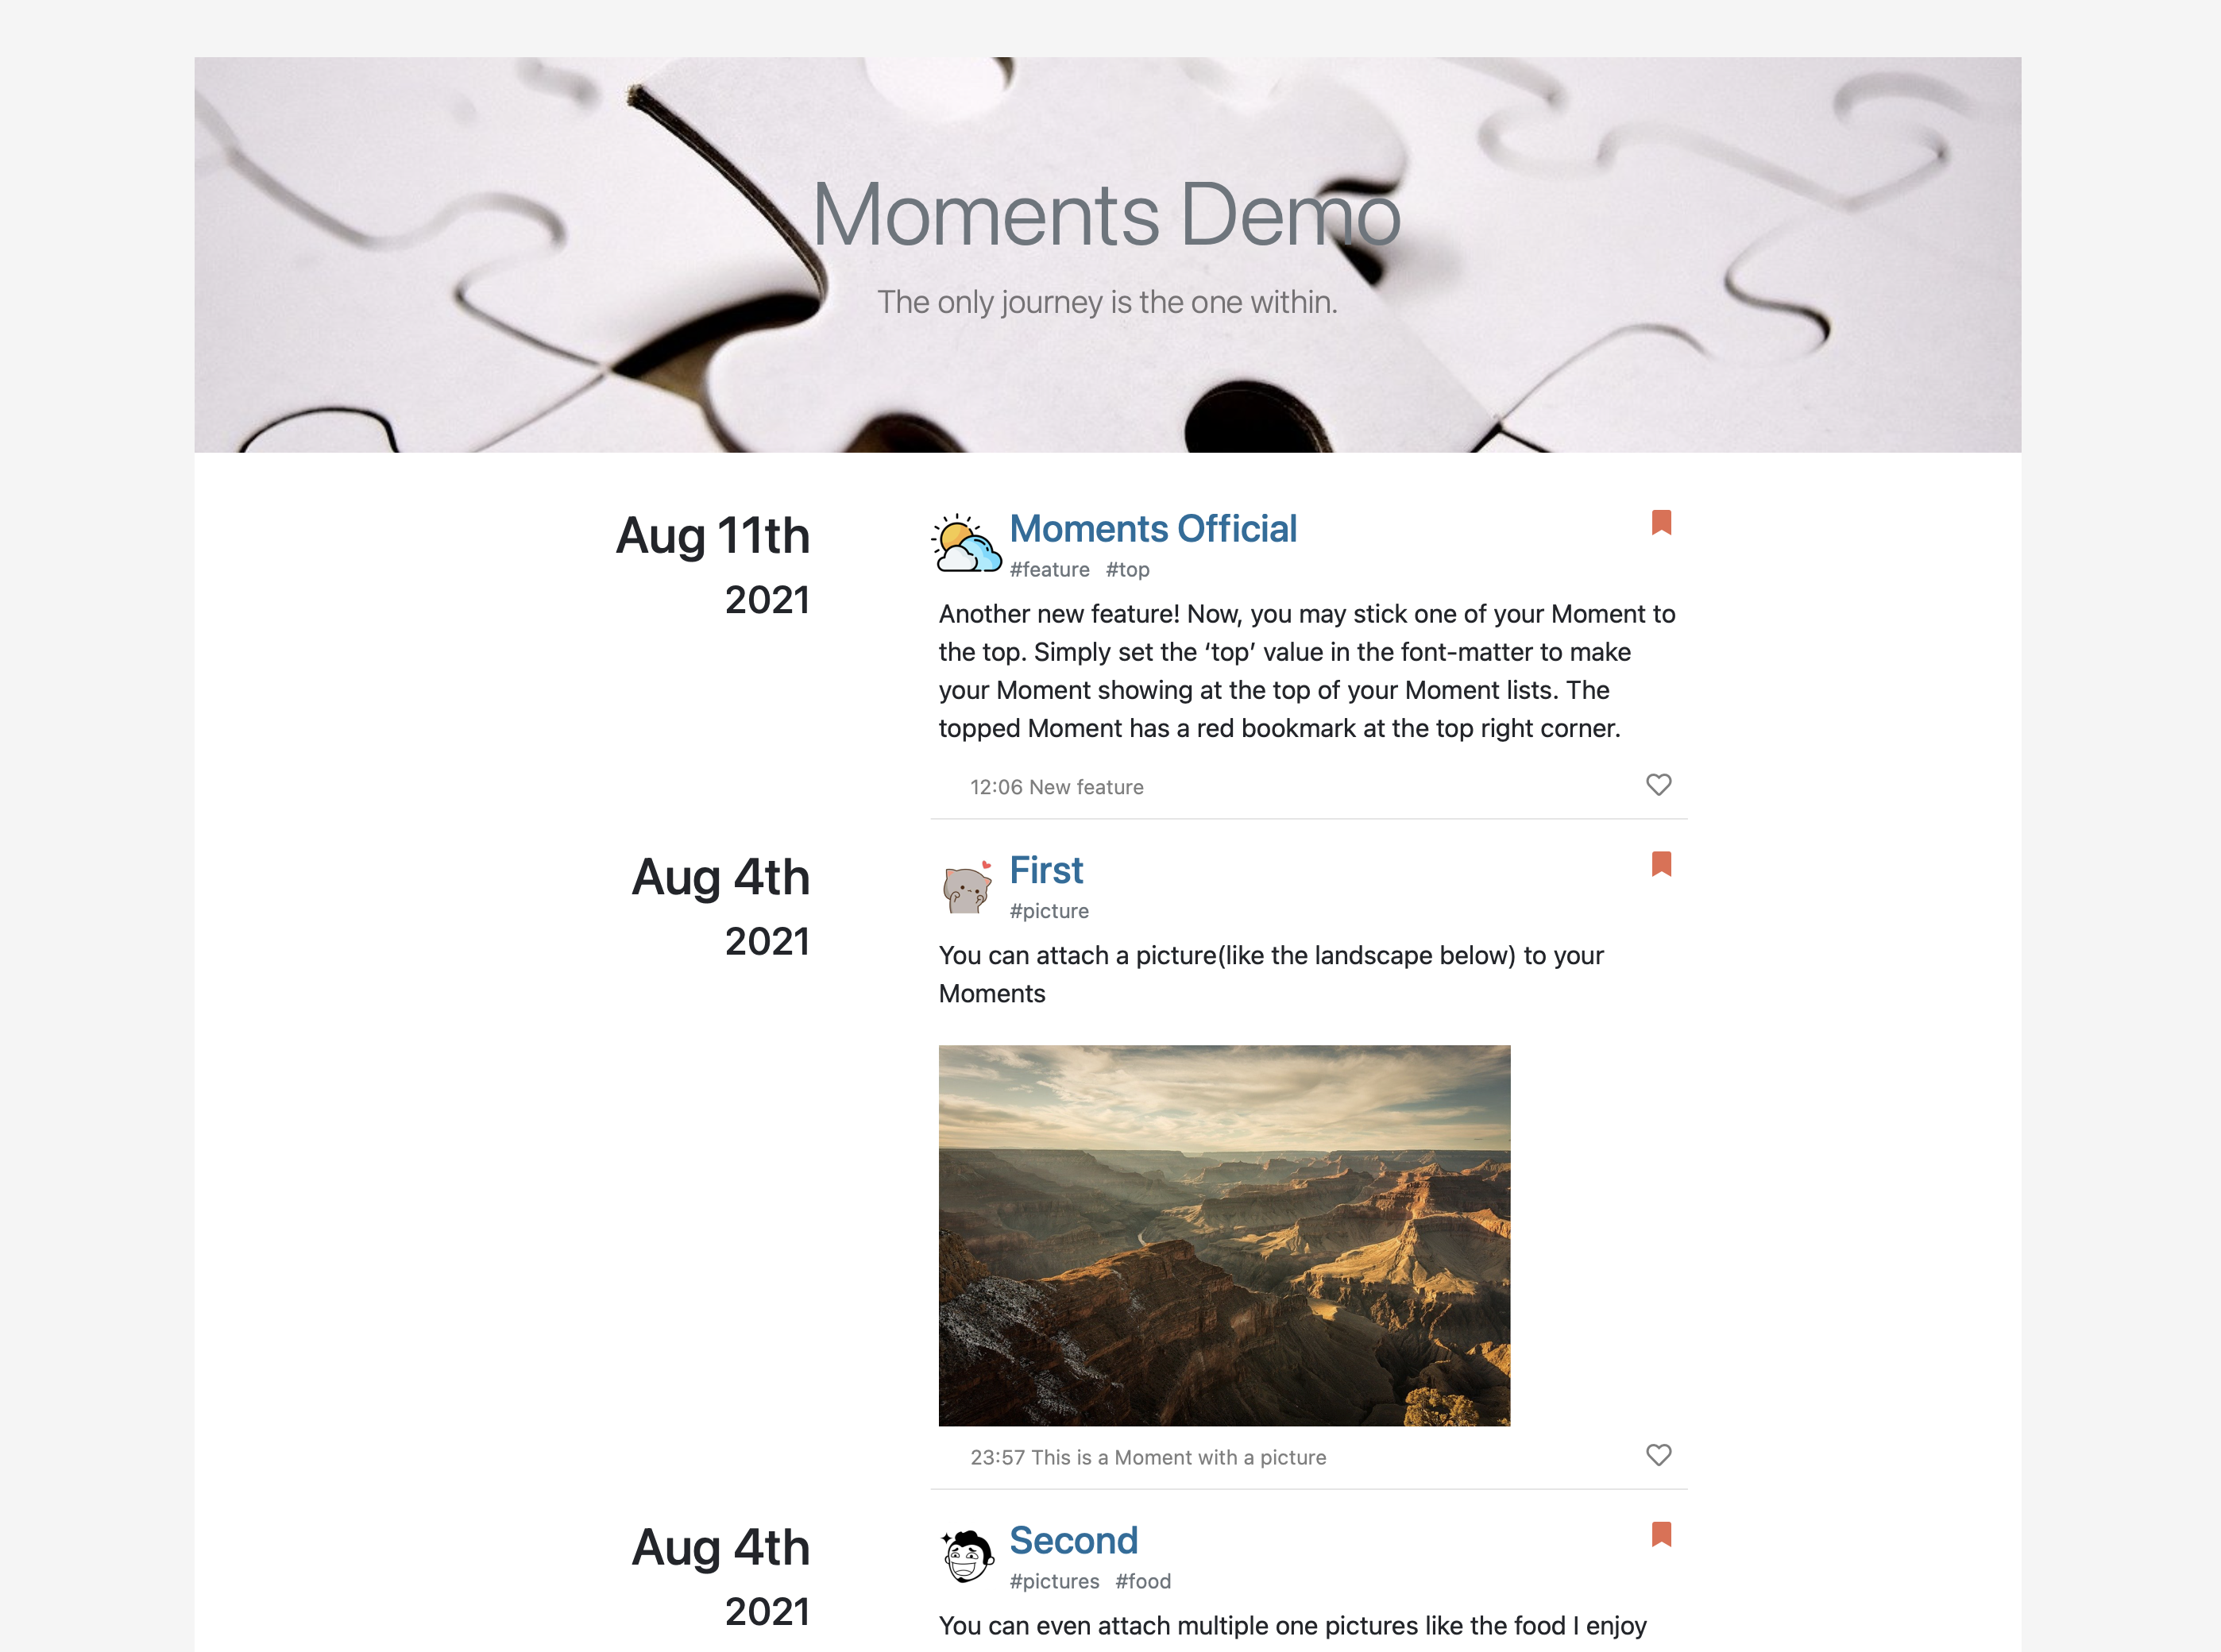 Moments Demo
The only journey is the one within.
Aug 11th
2021
Moments Official
#feature #top
Another new feature! Now, you may stick one of your Moment to
the top. Simply set the ‘top’ value in the font-matter to make
your Moment showing at the top of your Moment lists. The
topped Moment has a red bookmark at the top right corner.
12:06 New feature
Aug 4th
2021
First
#picture
You can attach a picture(like the landscape below) to your
Moments
23:57 This is a Moment with a picture
Aug 4th
2021
Second
#pictures #food
You can even attach multiple one pictures like the food I enjoy